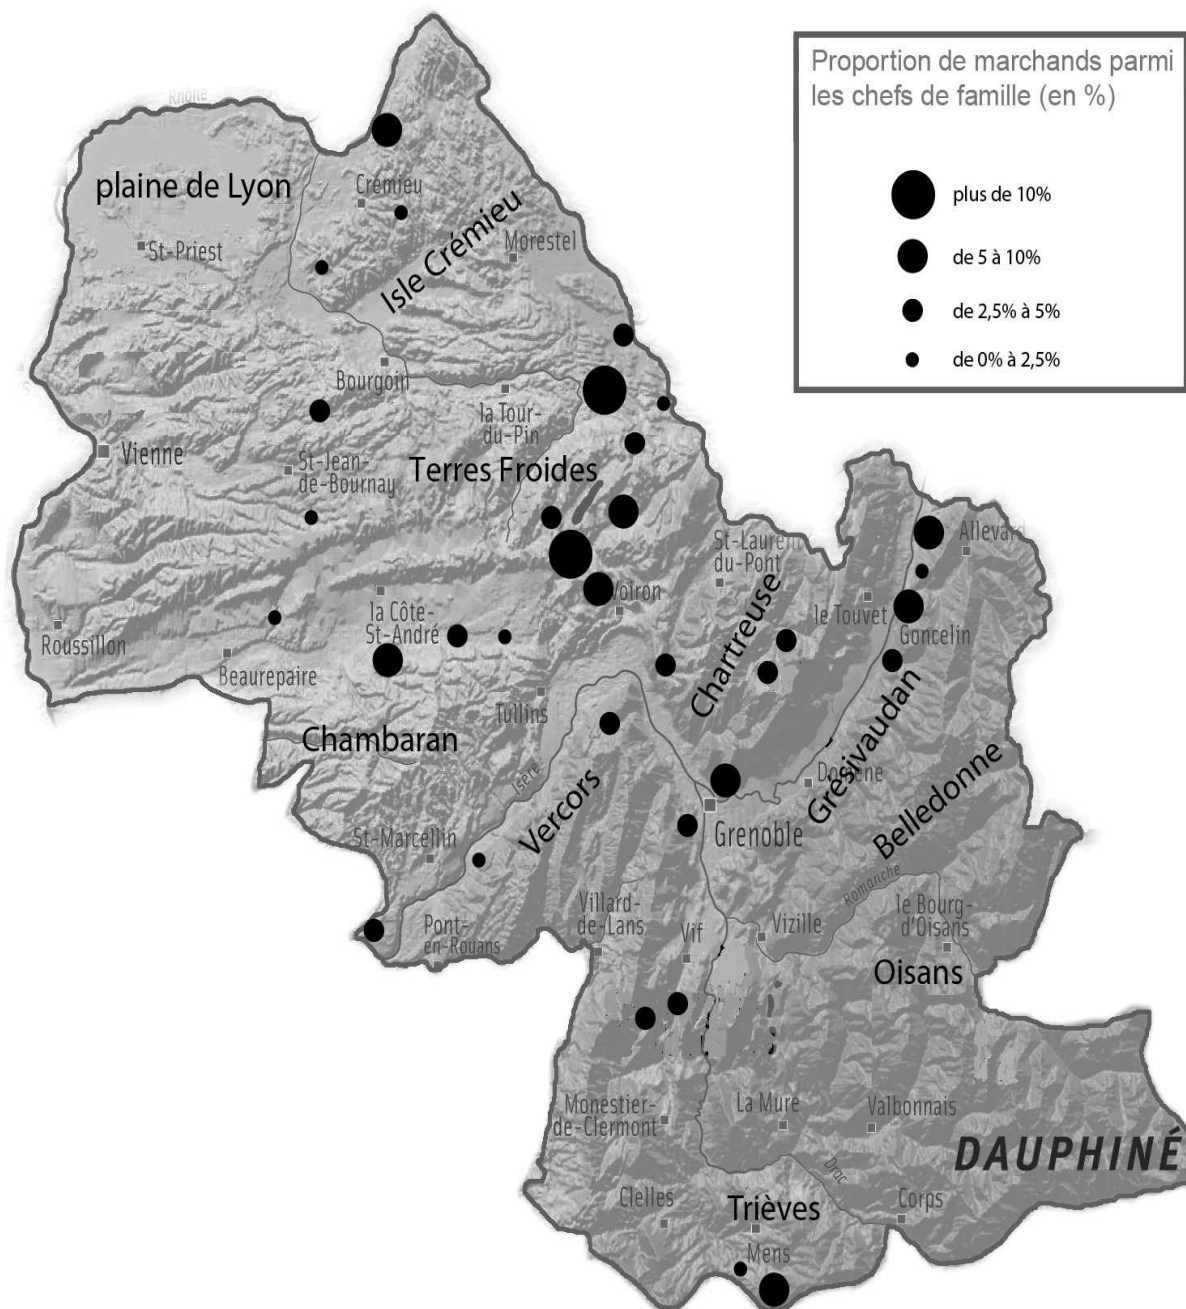 Proportion de marchands parmi
les chefs de famille (en %)
plus de 10%
de 5 à 10%
de 2,5% à 5%
de 0% à 2,5%
Rhône
plaine de Lyon
Crémieu
St-Priest
Isle Crémieu
Morestel
Bourgoin
la Tour-
du-Pin
Vienne
St-Jean-
de-Bournay
Terres Froides
Allevard
St-Laurent
du-Pont
Voiron
la Côte-
St-André
le Touvet
Goncelin
Roussillon
Beaurepaire
Chartreuse
Tullins
Chambaran
Isère
Vercors
Domène
Grésivaudan
Belledonne
Grenoble
St-Marcellin
Romanche
Villard-
de-Lans
le Bourg-
d'Oisans
Pont-
en-Rouans
Vif
Vizille
Oisans
Monestier-
de-Clermont
La Mure
Valbonnais
DAUPHINÉ
Drac
Clelles
Trièves
Corps
Mens